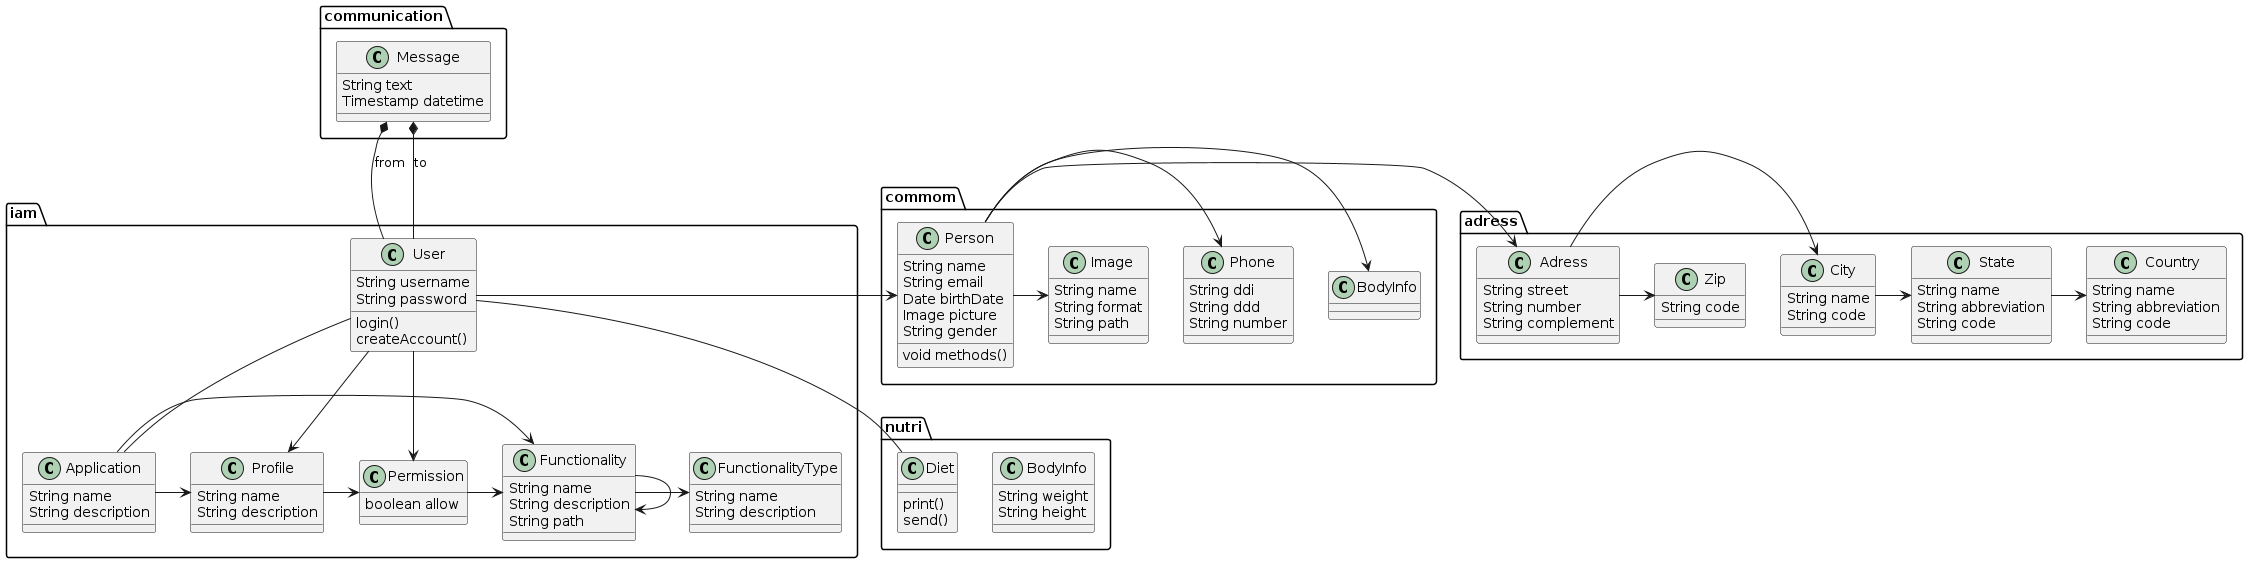 communication
C Message
String text
Timestamp datetime
from
to
iam
C User
String username
String password
login()
createAccount()
C Application
String name
String description
C Profile
String name
String description
C Permission
boolean allow
C Functionality
String name
String description
String path
C FunctionalityType
String name
String description
commom
C Person
String name
String email
Date birthDate
Image picture
String gender
void methods()
C Image
String name
String format
String path
C Phone
String ddi
String ddd
String number
C BodyInfo
nutri
C Diet
print()
send()
C BodyInfo
String weight
String height
adress
C Adress
String street
String number
String complement
C Zip
String code
C City
String name
String code
C State
String name
String abbreviation
String code
C Country
String name
String abbreviation
String code